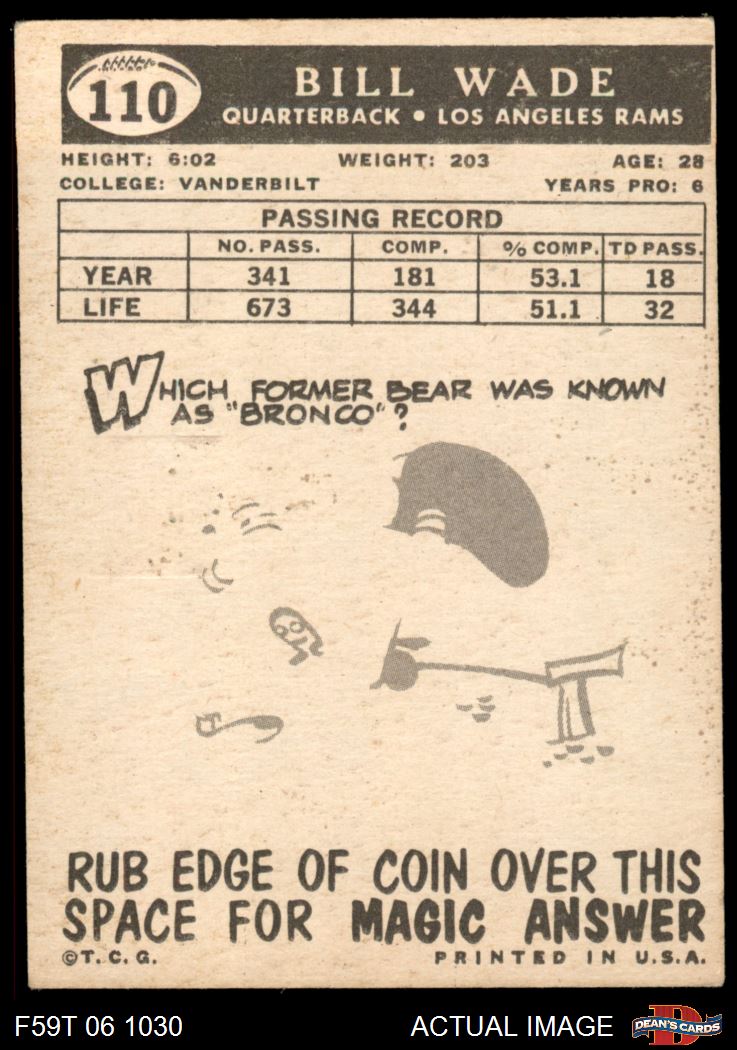 110
BILL WADE
QUARTERBACK • LOS ANGELES RAMS
HEIGHT: 6:02 WEIGHT: 203 AGE: 28
COLLEGE: VANDERBILT YEARS PRO: 6
PASSING RECORD
NO. PASS. COMP. % COMP. TD PASS.
YEAR 341 181 53.1 18
LIFE 673 344 51.1 32
WHICH FORMER BEAR WAS KNOWN
AS "BRONCO"?
RUB EDGE OF COIN OVER THIS
SPACE FOR MAGIC ANSWER
©T. C. G. PRINTED IN U.S.A.
F59T 06 1030 ACTUAL IMAGE DEAN'S CARDS